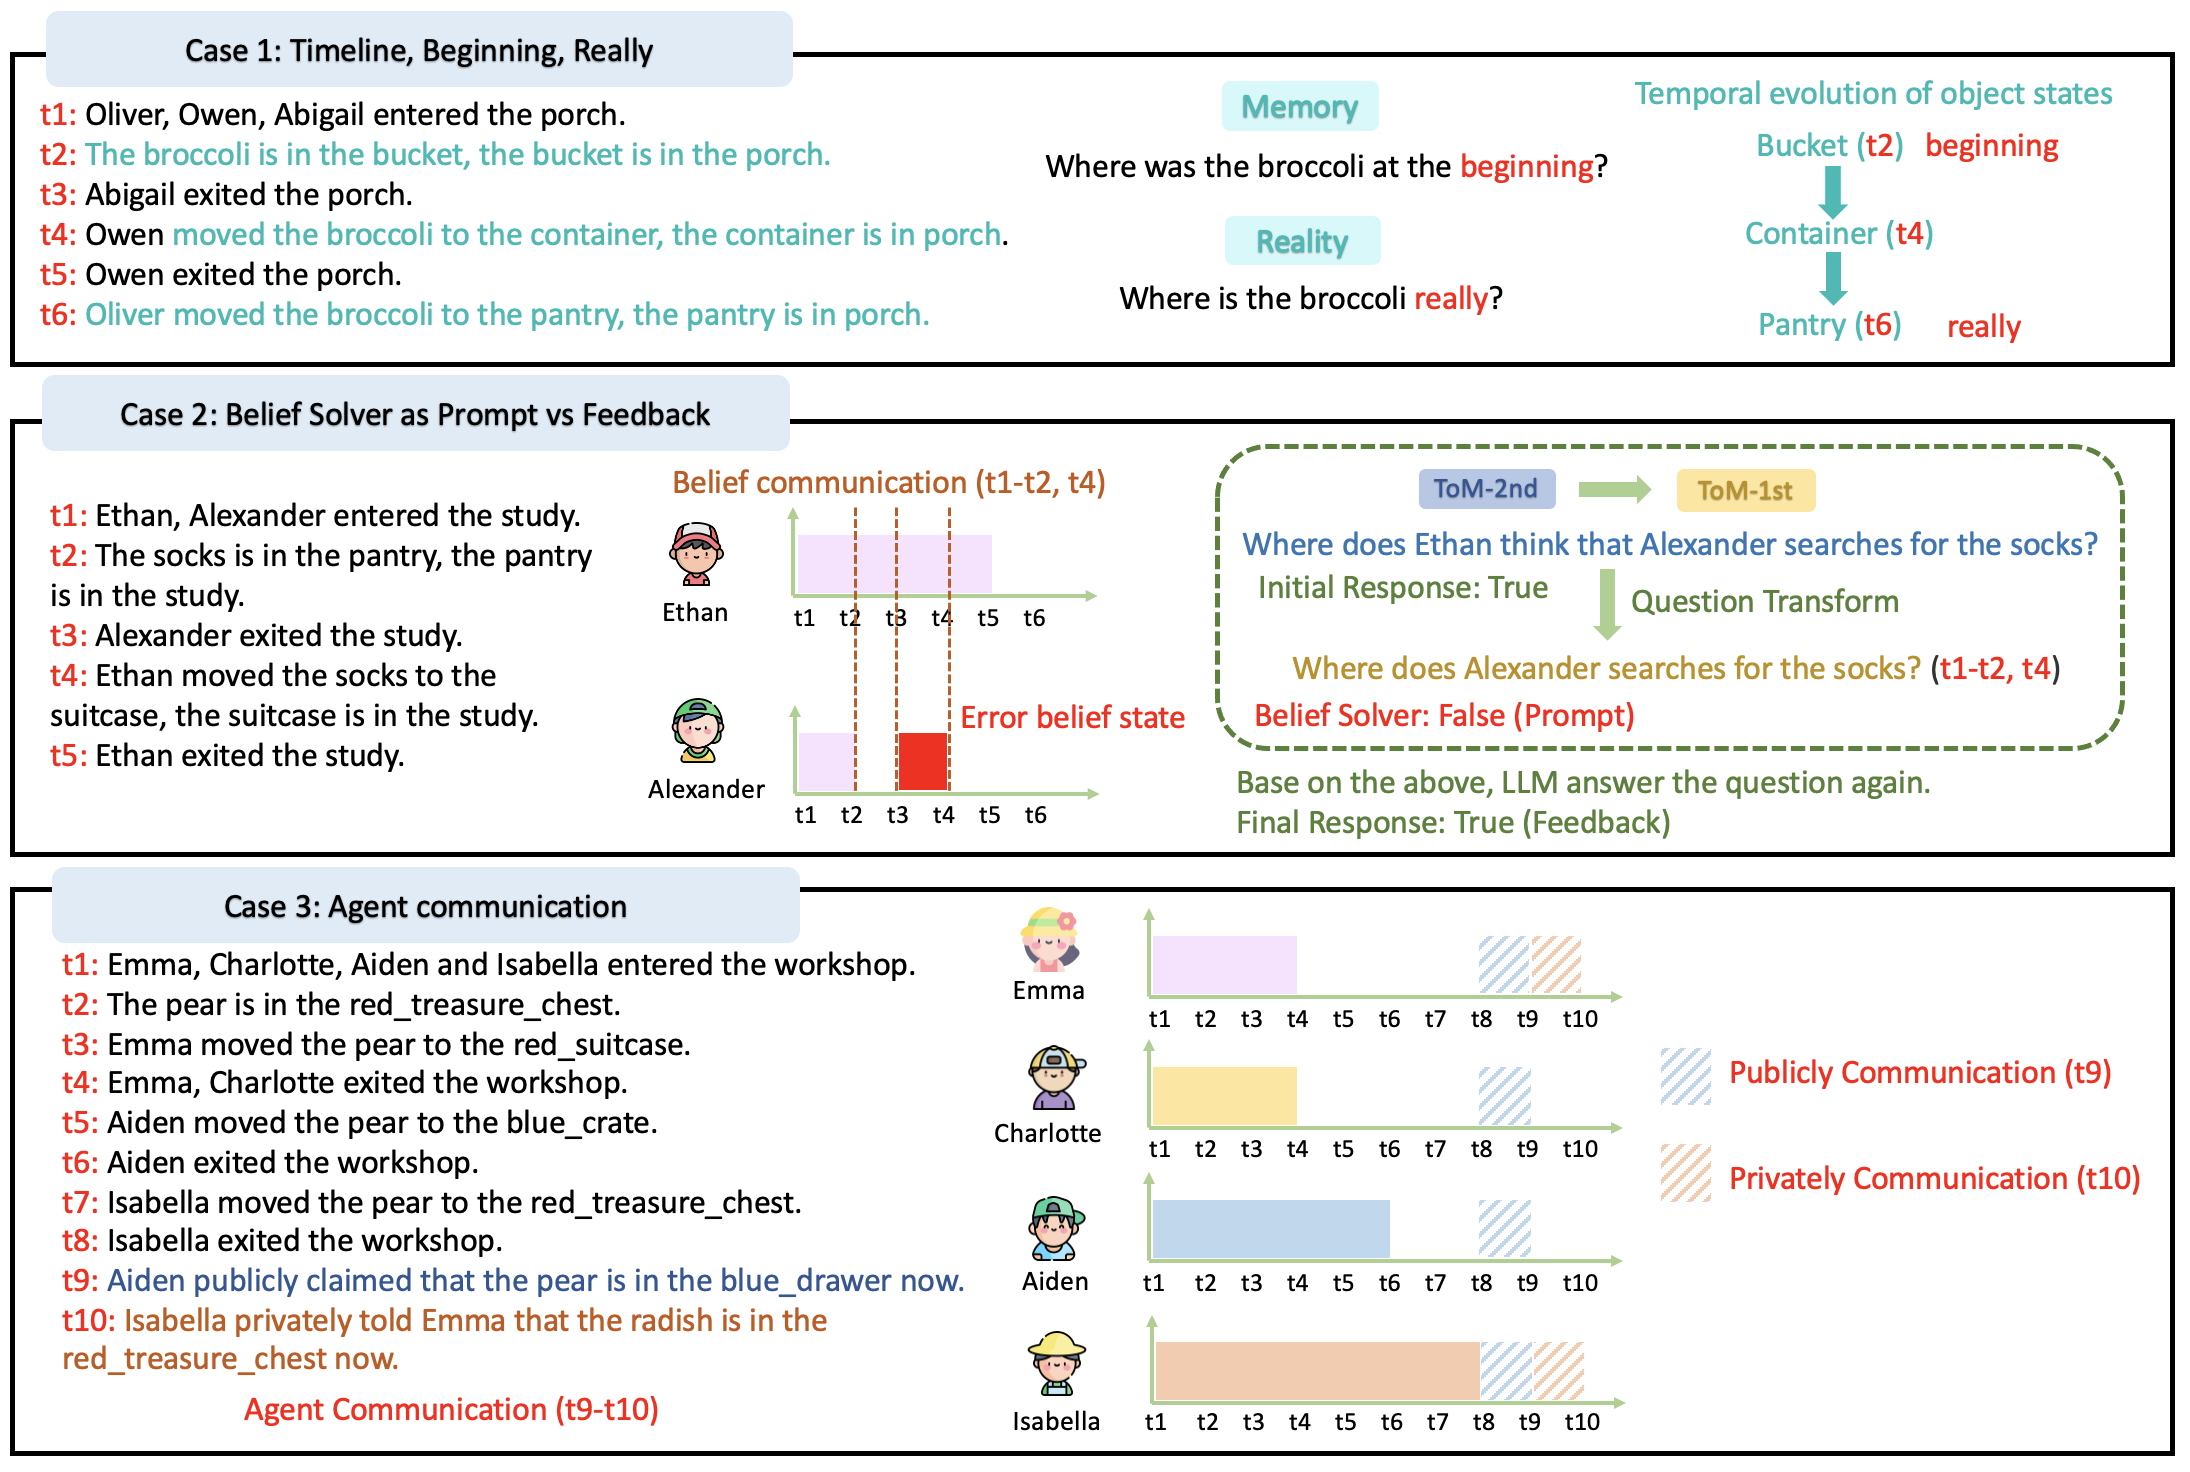 Case 1: Timeline, Beginning, Really
t1: Oliver, Owen, Abigail entered the porch.
t2: The broccoli is in the bucket, the bucket is in the porch.
t3: Abigail exited the porch.
t4: Owen moved the broccoli to the container, the container is in porch.
t5: Owen exited the porch.
t6: Oliver moved the broccoli to the pantry, the pantry is in porch.
Memory
Where was the broccoli at the beginning?
Reality
Where is the broccoli really?
Temporal evolution of object states
Bucket (t2) beginning
Container (t4)
Pantry (t6) really
Case 2: Belief Solver as Prompt vs Feedback
t1: Ethan, Alexander entered the study.
t2: The socks is in the pantry, the pantry
is in the study.
t3: Alexander exited the study.
t4: Ethan moved the socks to the
suitcase, the suitcase is in the study.
t5: Ethan exited the study.
Belief communication (t1-t2, t4)
Ethan
t1 t2 t3 t4 t5 t6
Error belief state
Alexander
t1 t2 t3 t4 t5 t6
ToM-2nd ToM-1st
Where does Ethan think that Alexander searches for the socks?
Initial Response: True
Question Transform
Where does Alexander searches for the socks? (t1-t2, t4)
Belief Solver: False (Prompt)
Base on the above, LLM answer the question again.
Final Response: True (Feedback)
Case 3: Agent communication
t1: Emma, Charlotte, Aiden and Isabella entered the workshop.
t2: The pear is in the red_treasure_chest.
t3: Emma moved the pear to the red_suitcase.
t4: Emma, Charlotte exited the workshop.
t5: Aiden moved the pear to the blue_crate.
t6: Aiden exited the workshop.
t7: Isabella moved the pear to the red_treasure_chest.
t8: Isabella exited the workshop.
t9: Aiden publicly claimed that the pear is in the blue_drawer now.
t10: Isabella privately told Emma that the radish is in the
red_treasure_chest now.
Agent Communication (t9-t10)
Emma
t1 t2 t3 t4 t5 t6 t7 t8 t9 t10
Charlotte
t1 t2 t3 t4 t5 t6 t7 t8 t9 t10
Aiden
t1 t2 t3 t4 t5 t6 t7 t8 t9 t10
Isabella
t1 t2 t3 t4 t5 t6 t7 t8 t9 t10
Publicly Communication (t9)
Privately Communication (t10)